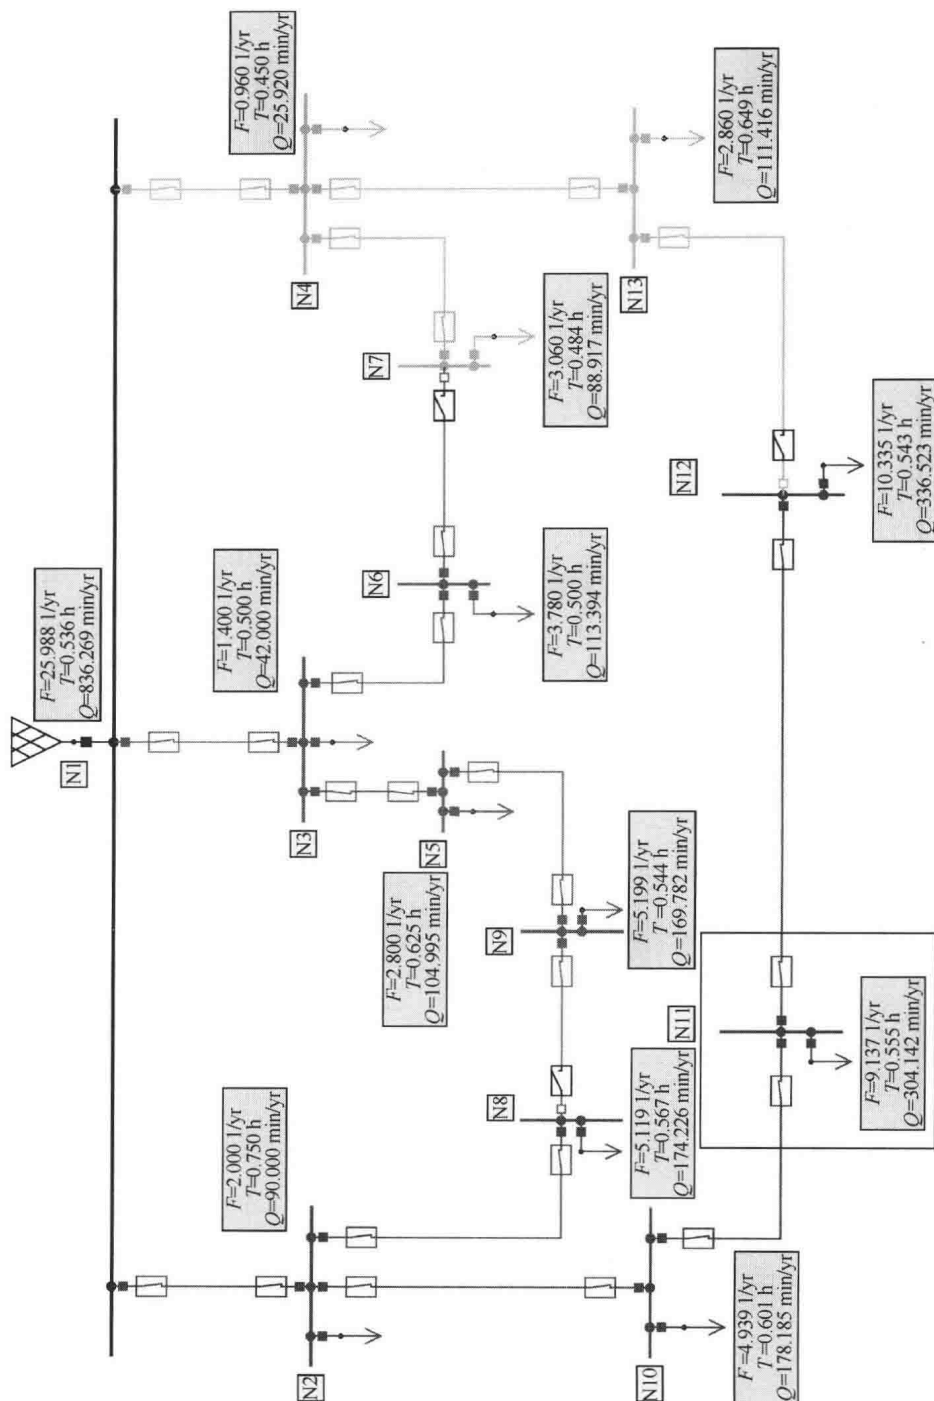 N1
F=25.988 1/yr
T=0.536 h
Q=836.269 min/yr
N2
F=2.000 1/yr
T=0.750 h
Q=90.000 min/yr
N3
F=1.400 1/yr
T=0.500 h
Q=42.000 min/yr
N4
F=0.960 1/yr
T=0.450 h
Q=25.920 min/yr
N5
F=2.800 1/yr
T=0.625 h
Q=104.995 min/yr
N6
F=3.780 1/yr
T=0.500 h
Q=113.394 min/yr
N7
F=3.060 1/yr
T=0.484 h
Q=88.917 min/yr
N8
F=5.119 1/yr
T=0.567 h
Q=174.226 min/yr
N9
F=5.199 1/yr
T=0.544 h
Q=169.782 min/yr
N10
F=4.939 1/yr
T=0.601 h
Q=178.185 min/yr
N11
F=9.137 1/yr
T=0.555 h
Q=304.142 min/yr
N12
F=10.335 1/yr
T=0.543 h
Q=336.523 min/yr
N13
F=2.860 1/yr
T=0.649 h
Q=111.416 min/yr